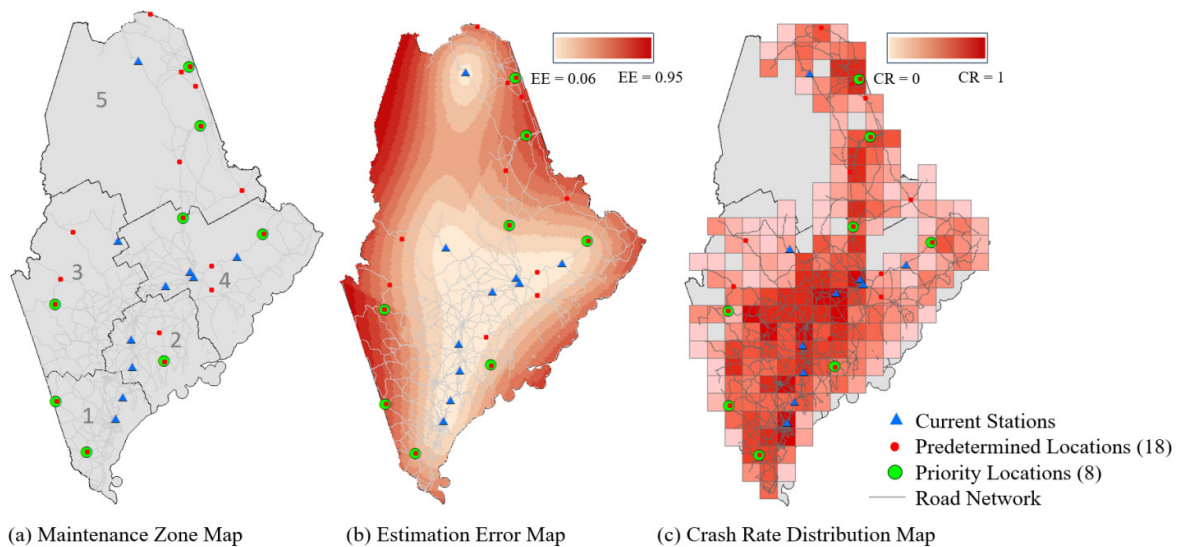 EE = 0.06 EE = 0.95
CR = 0 CR = 1
5
3
4
2
1
Current Stations
Predetermined Locations (18)
Priority Locations (8)
Road Network
(a) Maintenance Zone Map (b) Estimation Error Map (c) Crash Rate Distribution Map